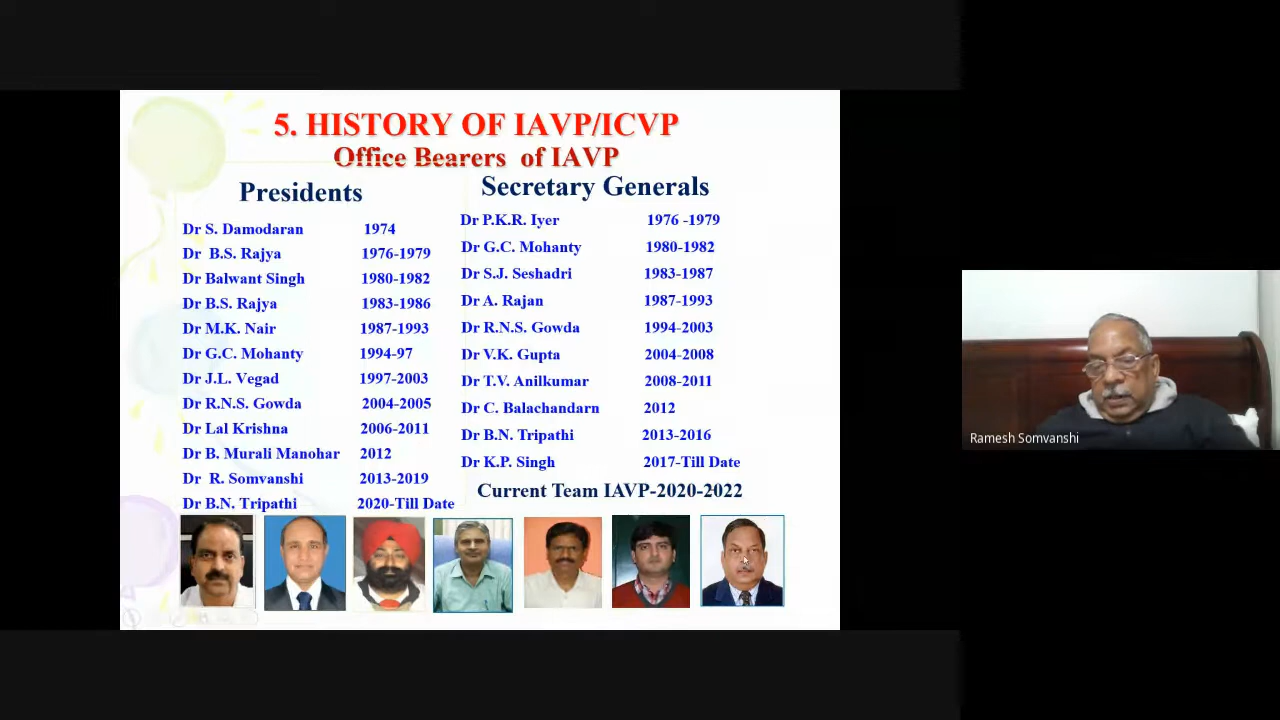 5. HISTORY OF IAVP/ICVP
Office Bearers of IAVP
Presidents
Dr S. Damodaran 1974
Dr B.S. Rajya 1976-1979
Dr Balwant Singh 1980-1982
Dr B.S. Rajya 1983-1986
Dr M.K. Nair 1987-1993
Dr G.C. Mohanty 1994-97
Dr J.L. Vegad 1997-2003
Dr R.N.S. Gowda 2004-2005
Dr Lal Krishna 2006-2011
Dr B. Murali Manohar 2012
Dr R. Somvanshi 2013-2019
Dr B.N. Tripathi 2020-Till Date
Secretary Generals
Dr P.K.R. Iyer 1976 -1979
Dr G.C. Mohanty 1980-1982
Dr S.J. Seshadri 1983-1987
Dr A. Rajan 1987-1993
Dr R.N.S. Gowda 1994-2003
Dr V.K. Gupta 2004-2008
Dr T.V. Anilkumar 2008-2011
Dr C. Balachandarn 2012
Dr B.N. Tripathi 2013-2016
Dr K.P. Singh 2017-Till Date
Current Team IAVP-2020-2022
Ramesh Somvanshi